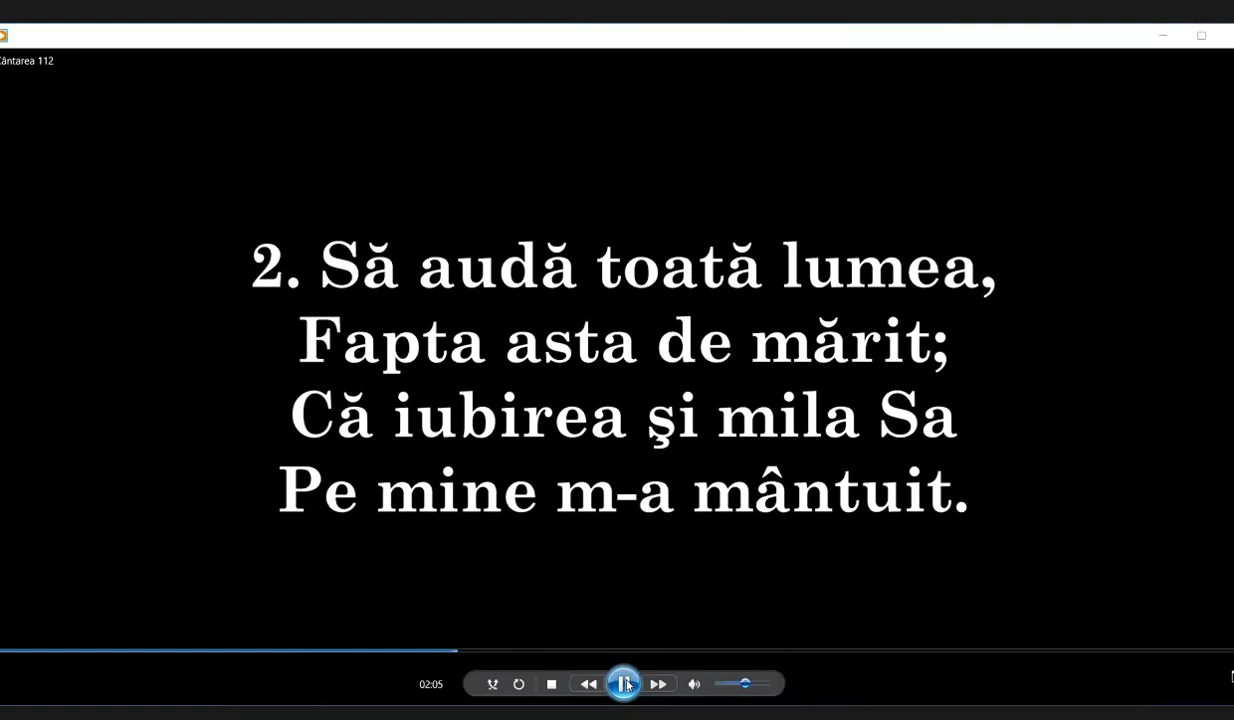 Cântarea 112
2. Să audă toată lumea,
Fapta asta de mărit;
Că iubirea şi mila Sa
Pe mine m-a mântuit.
02:05